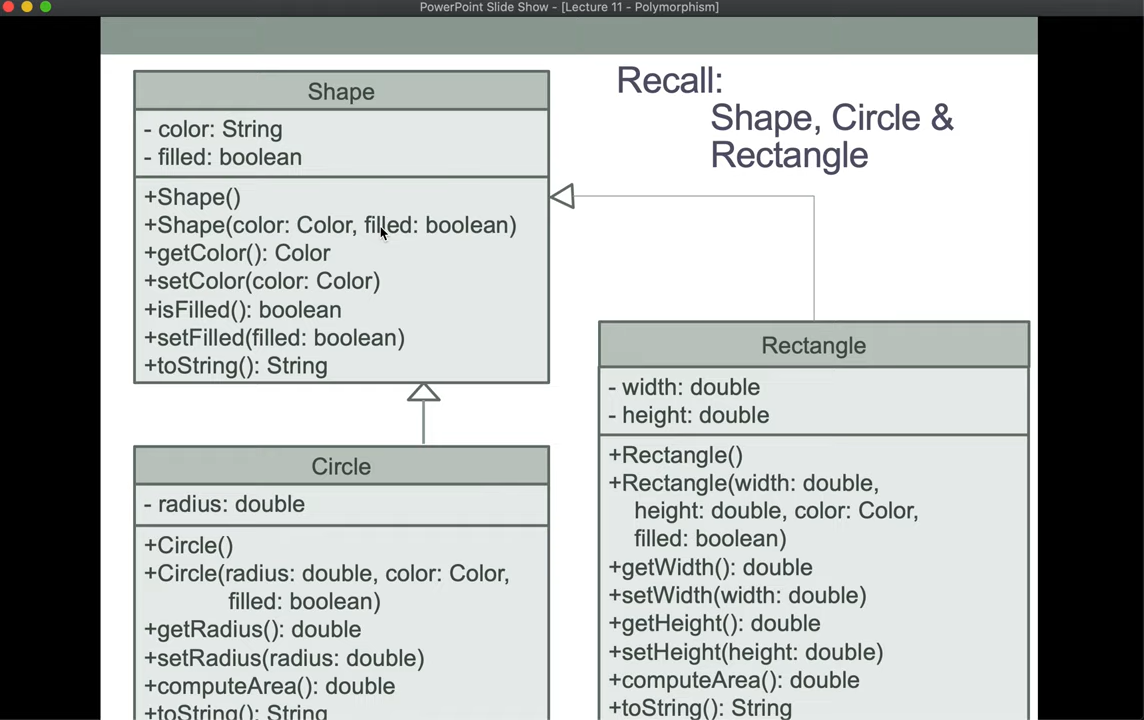 PowerPoint Slide Show - [Lecture 11 - Polymorphism]
Recall:
Shape, Circle &
Rectangle
Shape
- color: String
- filled: boolean
+Shape()
+Shape(color: Color, filled: boolean)
+getColor(): Color
+setColor(color: Color)
+isFilled(): boolean
+setFilled(filled: boolean)
+toString(): String
Circle
- radius: double
+Circle()
+Circle(radius: double, color: Color,
filled: boolean)
+getRadius(): double
+setRadius(radius: double)
+computeArea(): double
+toString(): String
Rectangle
- width: double
- height: double
+Rectangle()
+Rectangle(width: double,
height: double, color: Color,
filled: boolean)
+getWidth(): double
+setWidth(width: double)
+getHeight(): double
+setHeight(height: double)
+computeArea(): double
+toString(): String